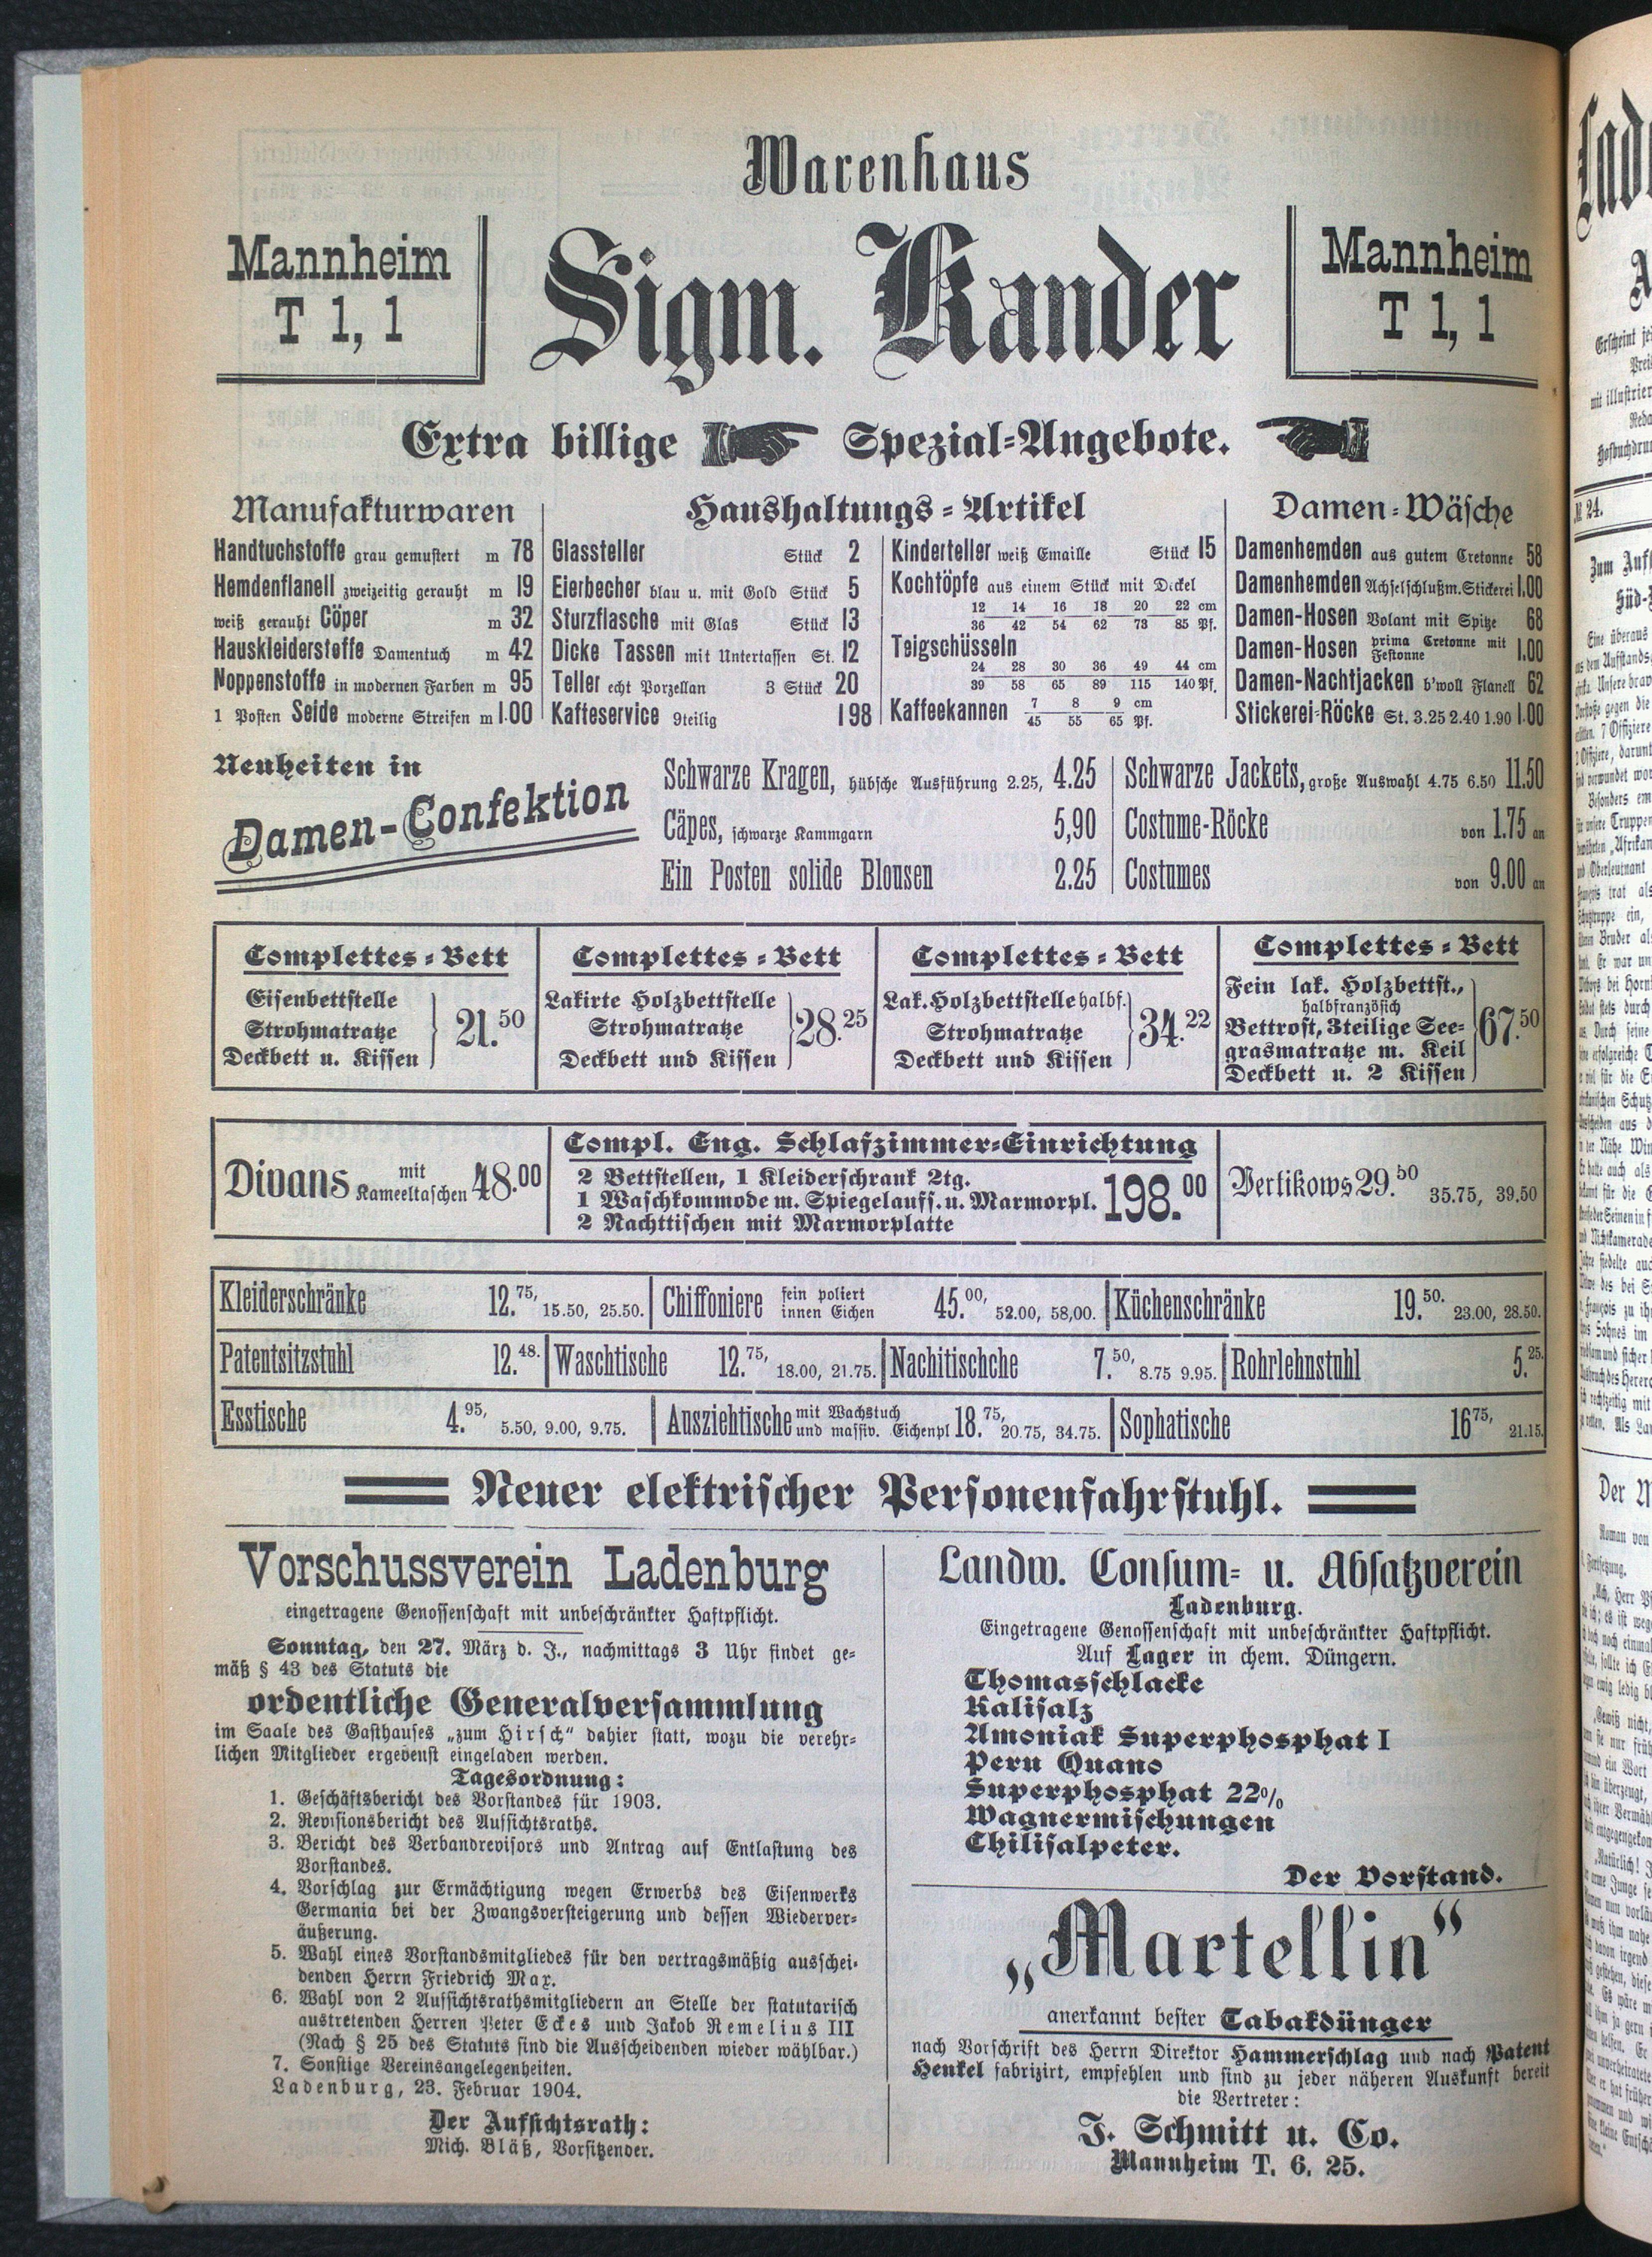 Warenhaus
Mannheim
T 1, 1
Sigm. Kander
Mannheim
T 1, 1
Extra billige Spezial=Angebote.
Manufakturwaren
Handtuchstoffe grau gemustert m 78
Hemdenflanell zweizeitig gerauht m 19
weiß gerauht Cöper m 32
Hauskleiderstoffe Damentuch m 42
Noppenstoffe in modernen Farben m 95
1 Posten Seide moderne Streifen m 1.00
Haushaltungs=Artikel
Glassteller Stück 2
Eierbecher blau u. mit Gold Stück 5
Sturzflasche mit Glas Stück 13
Dicke Tassen mit Untertassen St. 12
Teller echt Porzellan 3 Stück 20
Kafteservice 9teilig 198
Kinderteller weiß Emaille Stück 15
Kochtöpfe aus einem Stück mit Deckel
12 14 16 18 20 22 cm
36 42 54 62 73 85 Pf.
Teigschüsseln
24 28 30 36 49 44 cm
39 58 65 89 115 140 Pf.
Kaffeekannen 7 8 9 cm
45 55 65 Pf.
Damen=Wäsche
Damenhemden aus gutem Cretonne 58
Damenhemden Achselschluß m. Stickerei 1.00
Damen-Hosen Volant mit Spitze 68
Damen-Hosen prima Cretonne mit Festonne 1.00
Damen-Nachtjacken b'woll Flanell 62
Stickerei-Röcke St. 3.25 2.40 1.90 1.00
Neuheiten in
Damen-Confektion
Schwarze Kragen, hübsche Ausführung 2.25, 4.25
Cäpes, schwarze Kammgarn 5,90
Ein Posten solide Blousen 2.25
Schwarze Jackets, große Auswahl 4.75 6.50 11.50
Costume-Röcke von 1.75 an
Costumes von 9.00 an
Complettes=Bett
Eisenbettstelle
Strohmatratze
Deckbett u. Kissen
21.50
Complettes=Bett
Lakirte Holzbettstelle
Strohmatratze
Deckbett und Kissen
28.25
Complettes=Bett
Lak. Holzbettstelle halbf.
Strohmatratze
Deckbett und Kissen
34.22
Complettes=Bett
Fein lak. Holzbettst.,
halbfranzösich
Bettrost, 3teilige See=
grasmatratze m. Keil
Deckbett u. 2 Kissen
67.50
Divans mit Kameeltaschen 48.00
Compl. Eng. Schlafzimmer=Einrichtung
2 Bettstellen, 1 Kleiderschrank 2tg.
1 Waschkommode m. Spiegelauff. u. Marmorpl.
2 Nachttischen mit Marmorplatte
198.00
Vertikows 29.50 35.75, 39.50
Kleiderschränke 12.75, 15.50, 25.50.
Chiffoniere fein poliert innen Eichen 45.00, 52.00, 58,00.
Küchenschränke 19.50. 23.00, 28.50.
Patentsitzstuhl 12.48.
Waschtische 12.75, 18.00, 21.75.
Nachitischche 7.50, 8.75 9.95.
Rohrlehnstuhl 5.25.
Esstische 4.95, 5.50, 9.00, 9.75.
Ausziehtische mit Wachstuch und massiv. Eichenpl 18.75, 20.75, 34.75.
Sophatische 16 75, 21.15.
Neuer elektrischer Personenfahrstuhl.
Vorschussverein Ladenburg
eingetragene Genossenschaft mit unbeschränkter Haftpflicht.
Sonntag, den 27. März d. J., nachmittags 3 Uhr findet ge=
mäß § 43 des Statuts die
ordentliche Generalversammlung
im Saale des Gasthauses „zum Hirsch“ dahier statt, wozu die verehr=
lichen Mitglieder ergebenst eingeladen werden.
Tagesordnung:
1. Geschäftsbericht des Vorstandes für 1903.
2. Revisionsbericht des Aufsichtsraths.
3. Bericht des Verbandrevisors und Antrag auf Entlastung des
Vorstandes.
4. Vorschlag zur Ermächtigung wegen Erwerbs des Eisenwerks
Germania bei der Zwangsversteigerung und dessen Wiederver=
äußerung.
5. Wahl eines Vorstandsmitgliedes für den vertragsmäßig ausschei=
denden Herrn Friedrich Max.
6. Wahl von 2 Aufsichtsrathsmitgliedern an Stelle der statutarisch
austretenden Herren Peter Eckes und Jakob Remelius III
(Nach § 25 des Statuts sind die Ausscheidenden wieder wählbar.)
7. Sonstige Vereinsangelegenheiten.
Ladenburg, 23. Februar 1904.
Der Aufsichtsrath:
Mich. Bläß, Vorsitzender.
Landw. Consum= u. Absatzverein
Ladenburg.
Eingetragene Genossenschaft mit unbeschränkter Haftpflicht.
Auf Lager in chem. Düngern.
Thomasschlacke
Kalisalz
Amoniak Superphosphat I
Peru Quano
Superphosphat 22%
Wagnermischungen
Chilisalpeter.
Der Vorstand.
„Martellin“
anerkannt bester Tabakdünger
nach Vorschrift des Herrn Direktor Hammerschlag und nach Patent
Henkel fabrizirt, empfehlen und sind zu jeder näheren Auskunft bereit
die Vertreter:
J. Schmitt u. Co.
Mannheim T. 6. 25.
№ 24.